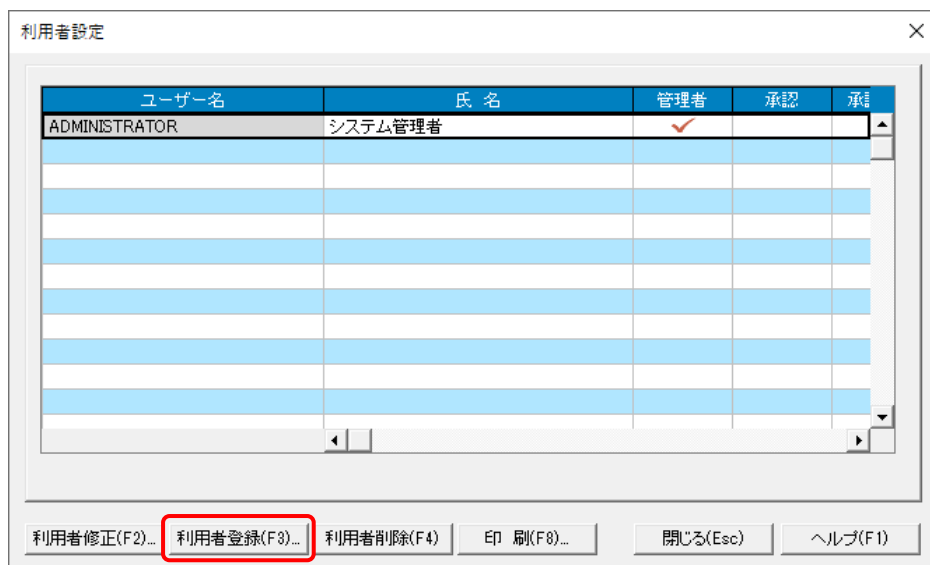 利用者設定
ユーザー名 氏 名 管理者 承認 承
ADMINISTRATOR システム管理者
利用者修正(F2)... 利用者登録(F3)... 利用者削除(F4) 印 刷(F8)... 閉じる(Esc) ヘルプ(F1)